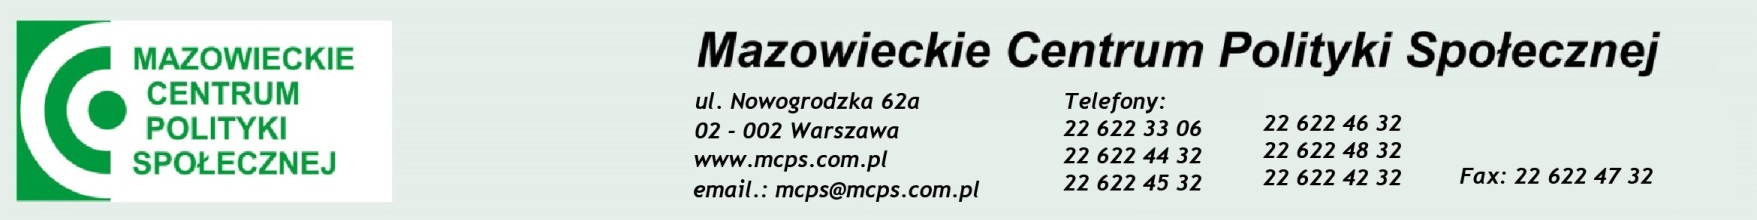 MAZOWIECKIE
CENTRUM
POLITYKI
SPOŁECZNEJ
Mazowieckie Centrum Polityki Społecznej
ul. Nowogrodzka 62a
02 - 002 Warszawa
www.mcps.com.pl
email.: mcps@mcps.com.pl
Telefony:
22 622 33 06
22 622 44 32
22 622 45 32
22 622 46 32
22 622 48 32
22 622 42 32
Fax: 22 622 47 32